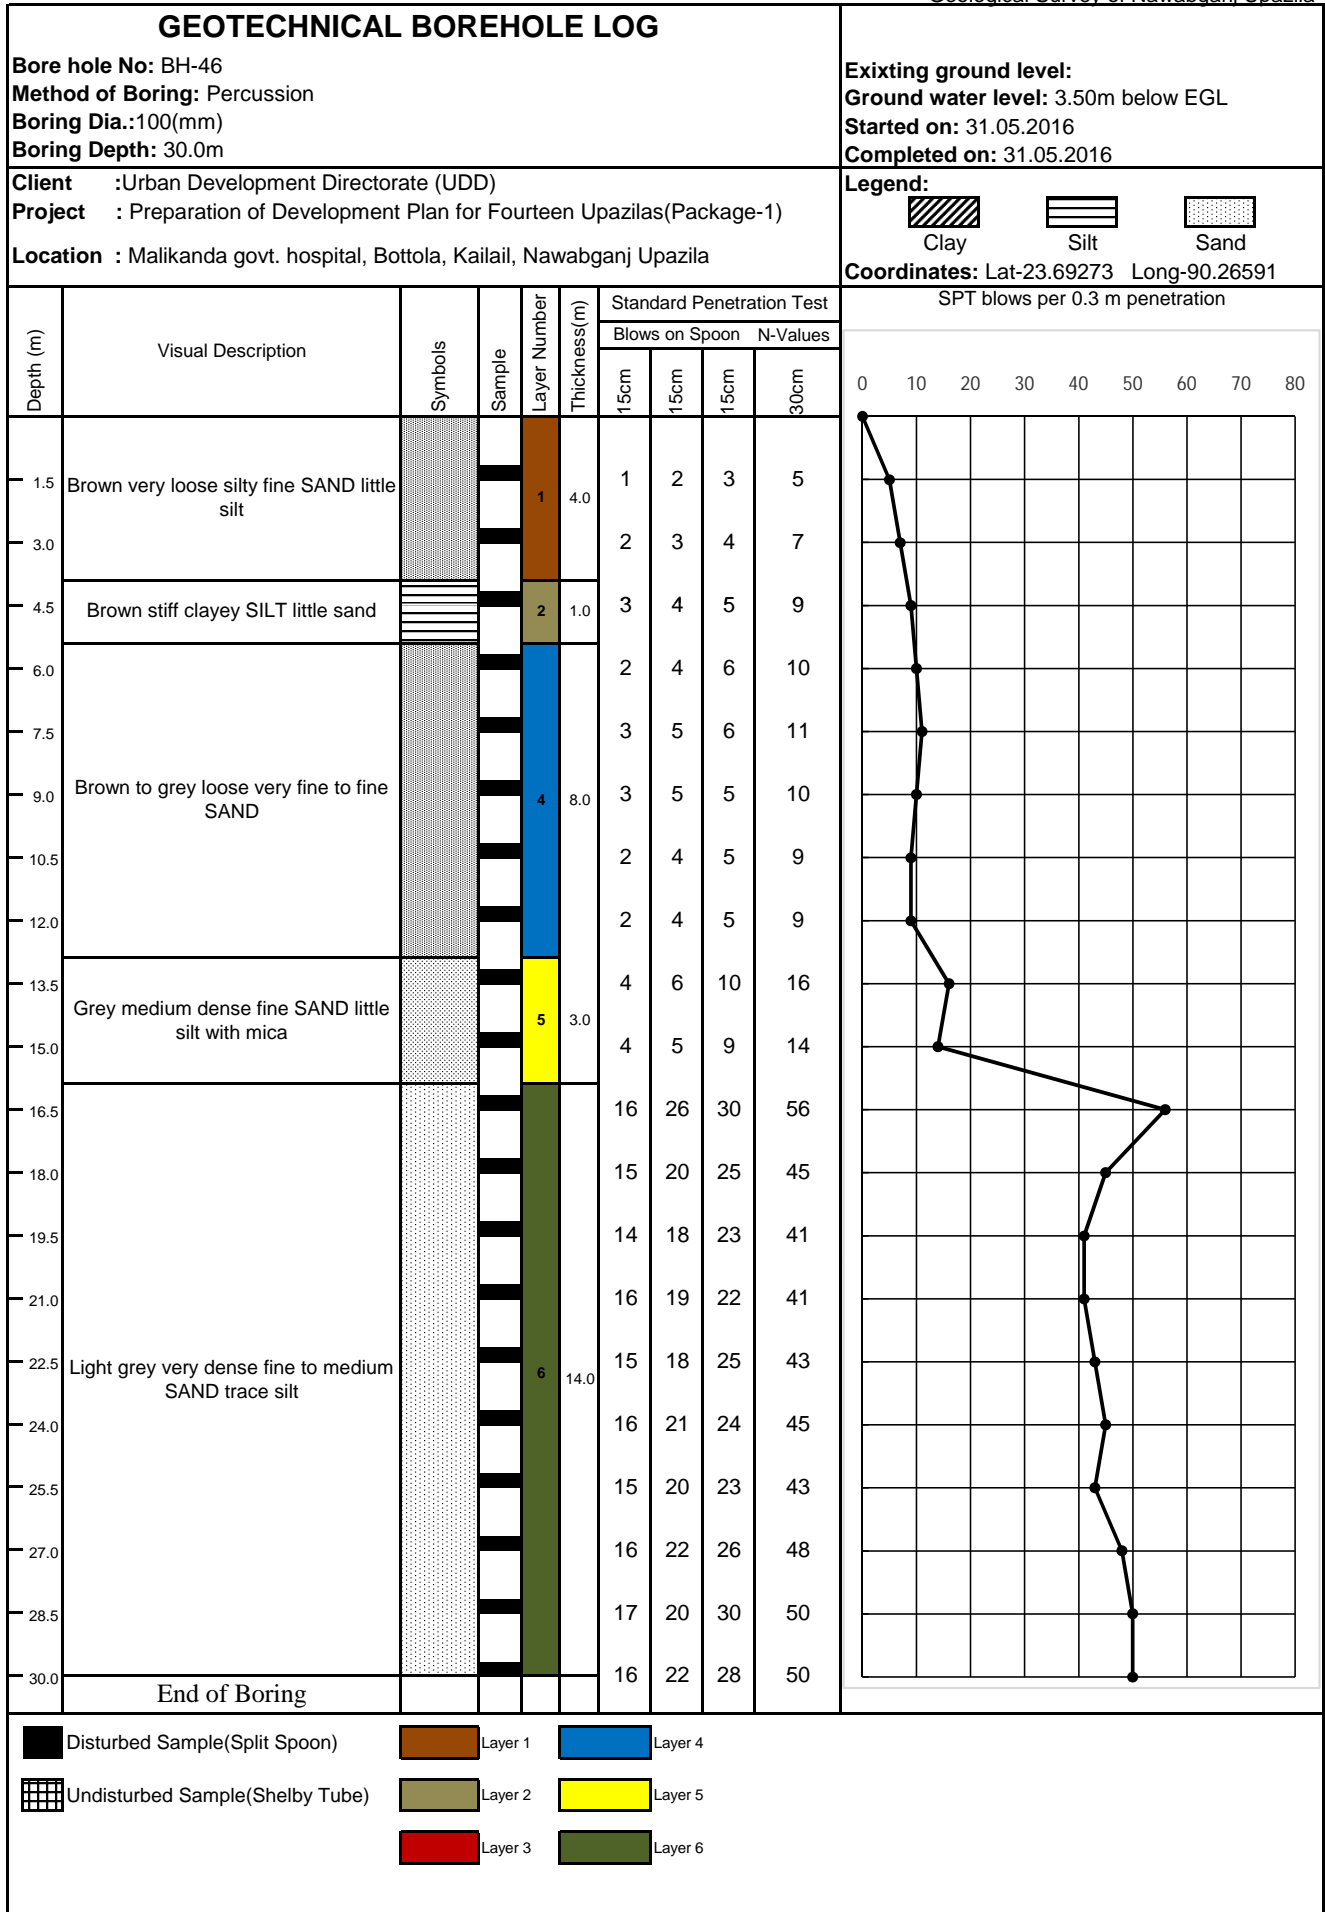 Geological Survey of Nawabganj Upazila
GEOTECHNICAL BOREHOLE LOG
Bore hole No: BH-46
Method of Boring: Percussion
Boring Dia.:100(mm)
Boring Depth: 30.0m
Exixting ground level:
Ground water level: 3.50m below EGL
Started on: 31.05.2016
Completed on: 31.05.2016
Client :Urban Development Directorate (UDD)
Project : Preparation of Development Plan for Fourteen Upazilas(Package-1)
Location : Malikanda govt. hospital, Bottola, Kailail, Nawabganj Upazila
Legend:
Clay Silt Sand
Coordinates: Lat-23.69273 Long-90.26591
Depth (m)
Visual Description
Symbols
Sample
Layer Number
Thickness(m)
Standard Penetration Test
Blows on Spoon N-Values
15cm 15cm 15cm 30cm
SPT blows per 0.3 m penetration
0 10 20 30 40 50 60 70 80
1.5 1 2 3 5
Brown very loose silty fine SAND little
silt
1 4.0
3.0 2 3 4 7
4.5 Brown stiff clayey SILT little sand 2 1.0 3 4 5 9
6.0 2 4 6 10
7.5 3 5 6 11
9.0 3 5 5 10
Brown to grey loose very fine to fine
SAND
4 8.0
10.5 2 4 5 9
12.0 2 4 5 9
13.5 4 6 10 16
Grey medium dense fine SAND little
silt with mica
5 3.0
15.0 4 5 9 14
16.5 16 26 30 56
18.0 15 20 25 45
19.5 14 18 23 41
21.0 16 19 22 41
22.5 15 18 25 43
Light grey very dense fine to medium
SAND trace silt
6 14.0
24.0 16 21 24 45
25.5 15 20 23 43
27.0 16 22 26 48
28.5 17 20 30 50
30.0 16 22 28 50
End of Boring
Disturbed Sample(Split Spoon) Layer 1 Layer 4
Undisturbed Sample(Shelby Tube) Layer 2 Layer 5
Layer 3 Layer 6